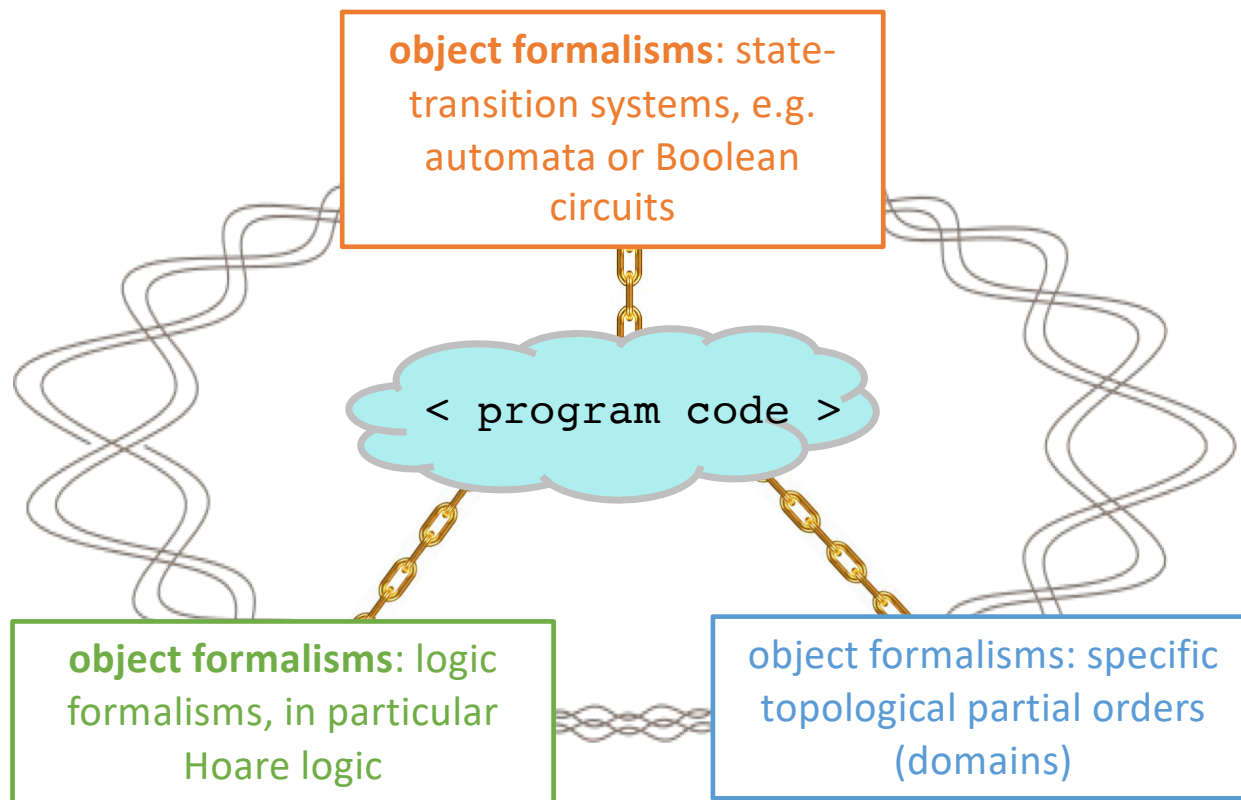 object formalisms: state-
transition systems, e.g.
automata or Boolean
circuits
< program code >
object formalisms: logic
formalisms, in particular
Hoare logic
object formalisms: specific
topological partial orders
(domains)